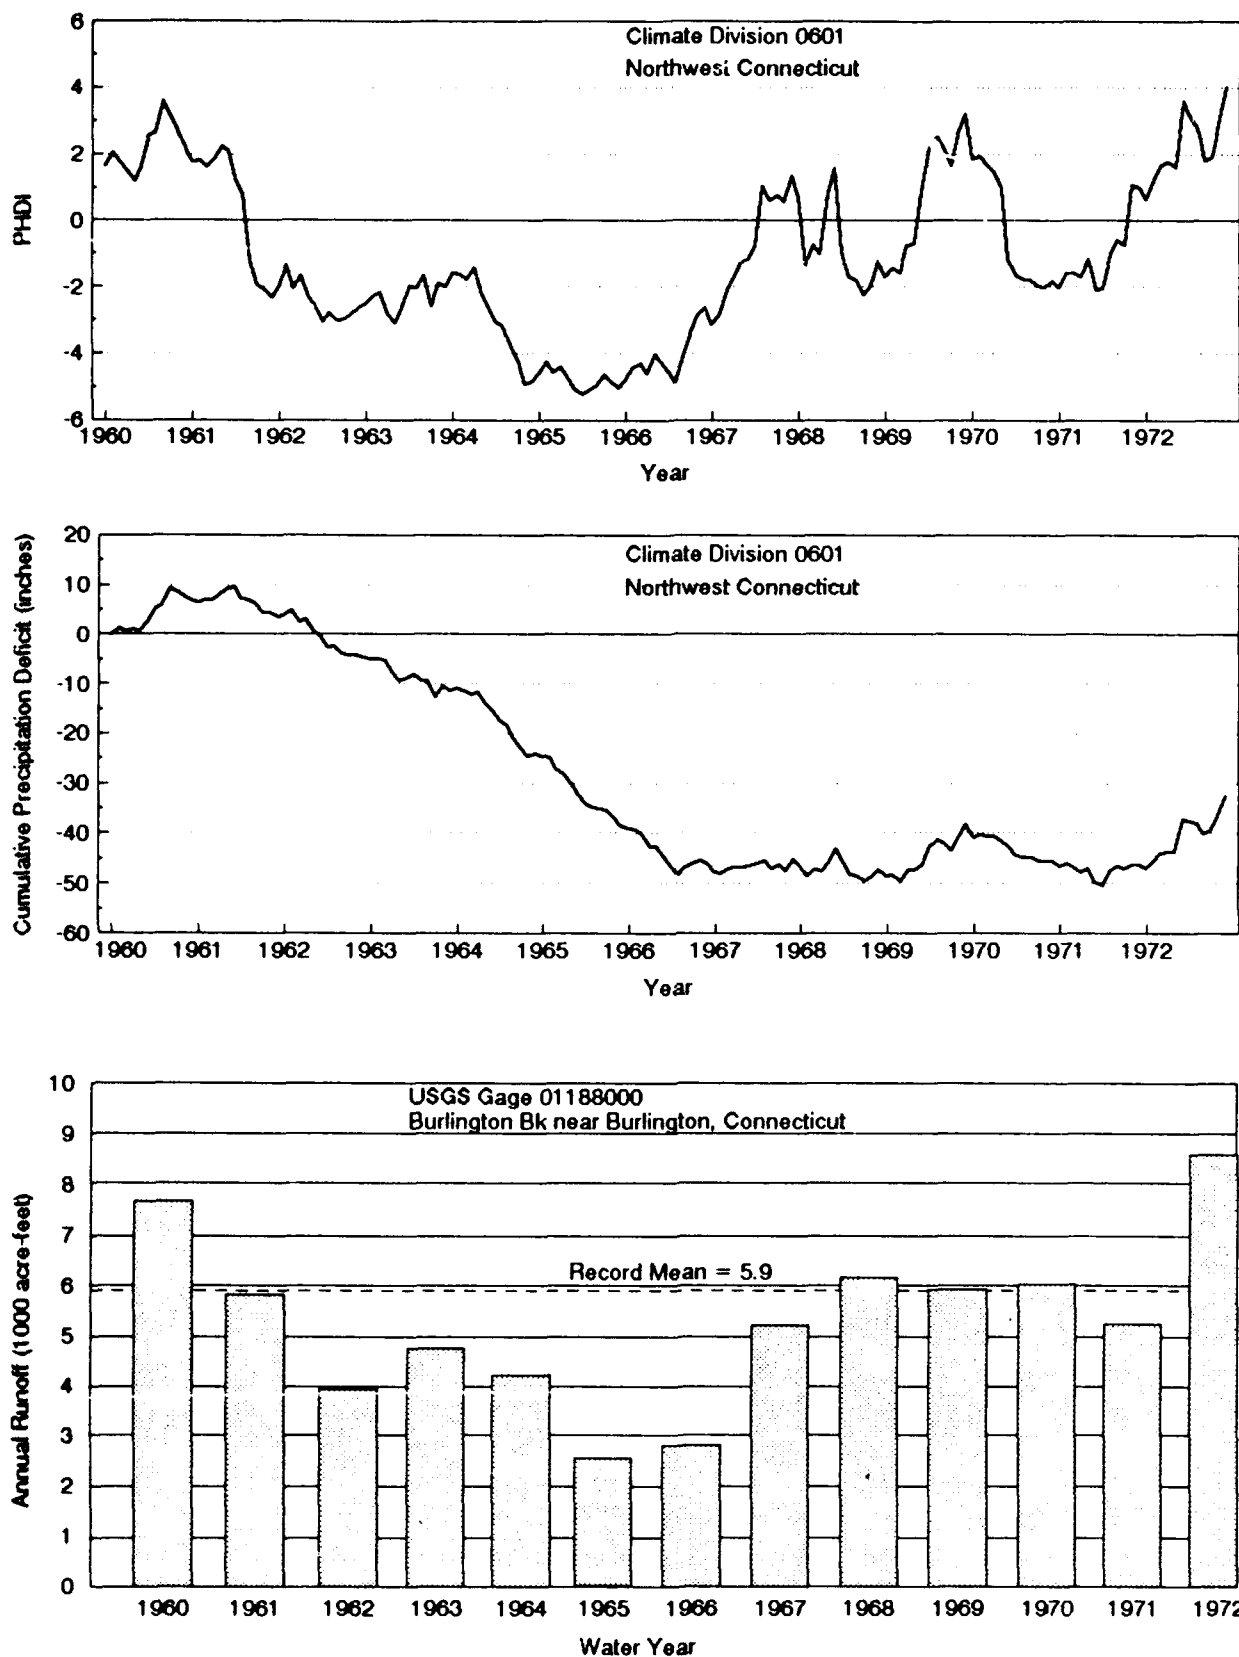 6
4
2
0
-2
-4
-6
PHDI
Climate Division 0601
Northwest Connecticut
1960 1961 1962 1963 1964 1965 1966 1967 1968 1969 1970 1971 1972
Year
20
10
0
-10
-20
-30
-40
-50
-60
Cumulative Precipitation Deficit (inches)
Climate Division 0601
Northwest Connecticut
1960 1961 1962 1963 1964 1965 1966 1967 1968 1969 1970 1971 1972
Year
10
9
8
7
6
5
4
3
2
1
0
Annual Runoff (1000 acre-feet)
USGS Gage 01188000
Burlington Bk near Burlington, Connecticut
Record Mean = 5.9
1960 1961 1962 1963 1964 1965 1966 1967 1968 1969 1970 1971 1972
Water Year